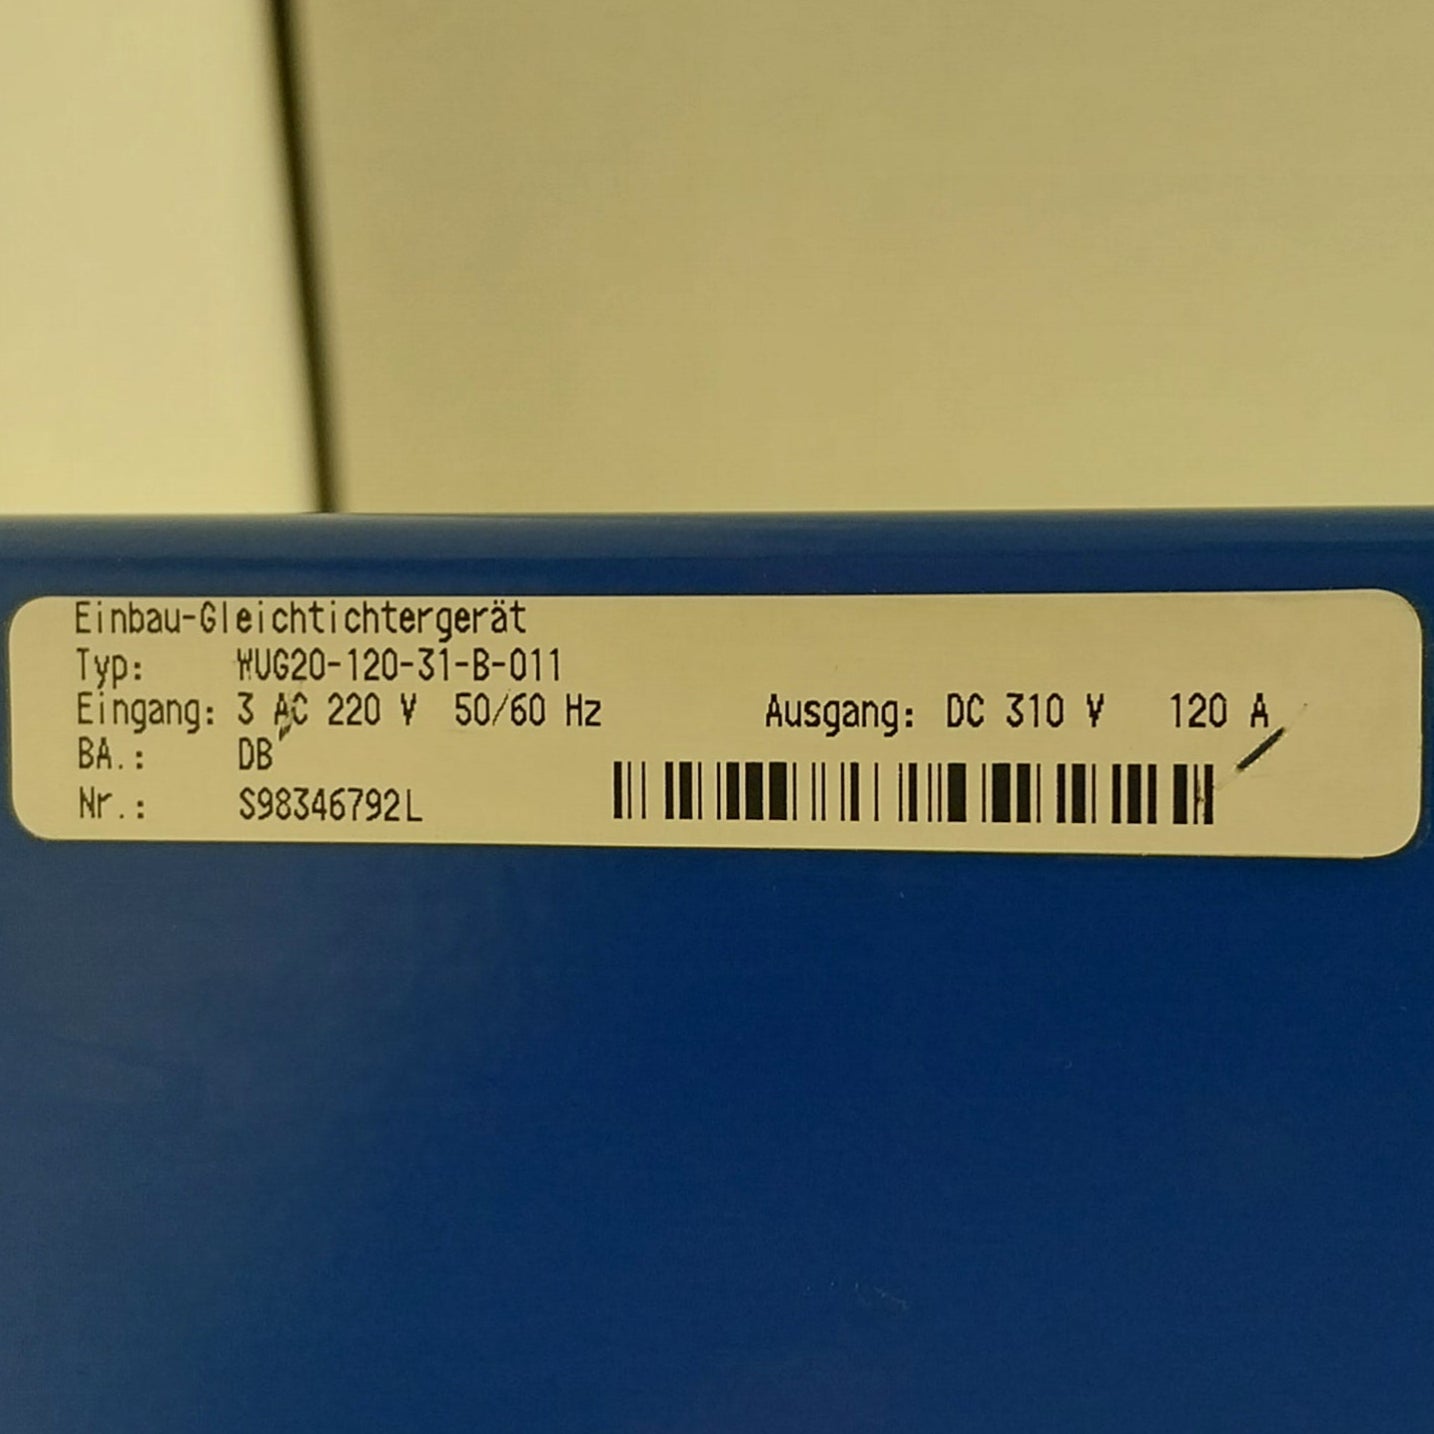 Einbau-Gleichtichtergerät
Typ: WUG20-120-31-B-011
Eingang: 3 AC 220 V 50/60 Hz Ausgang: DC 310 V 120 A
BA.: DB
Nr.: S98346792L